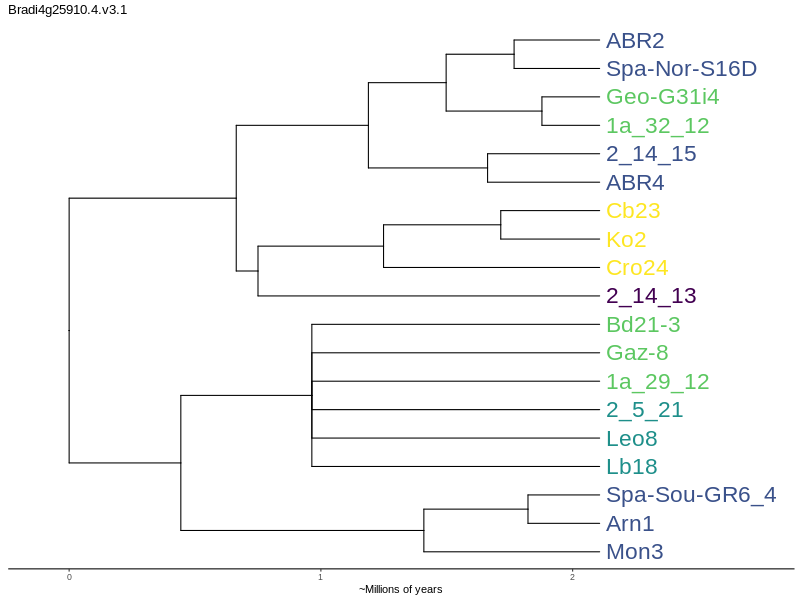 Bradi4g25910.4.v3.1
ABR2
Spa-Nor-S16D
Geo-G31i4
1a_32_12
2_14_15
ABR4
Cb23
Ko2
Cro24
2_14_13
Bd21-3
Gaz-8
1a_29_12
2_5_21
Leo8
Lb18
Spa-Sou-GR6_4
Arn1
Mon3
0 1 2
~Millions of years